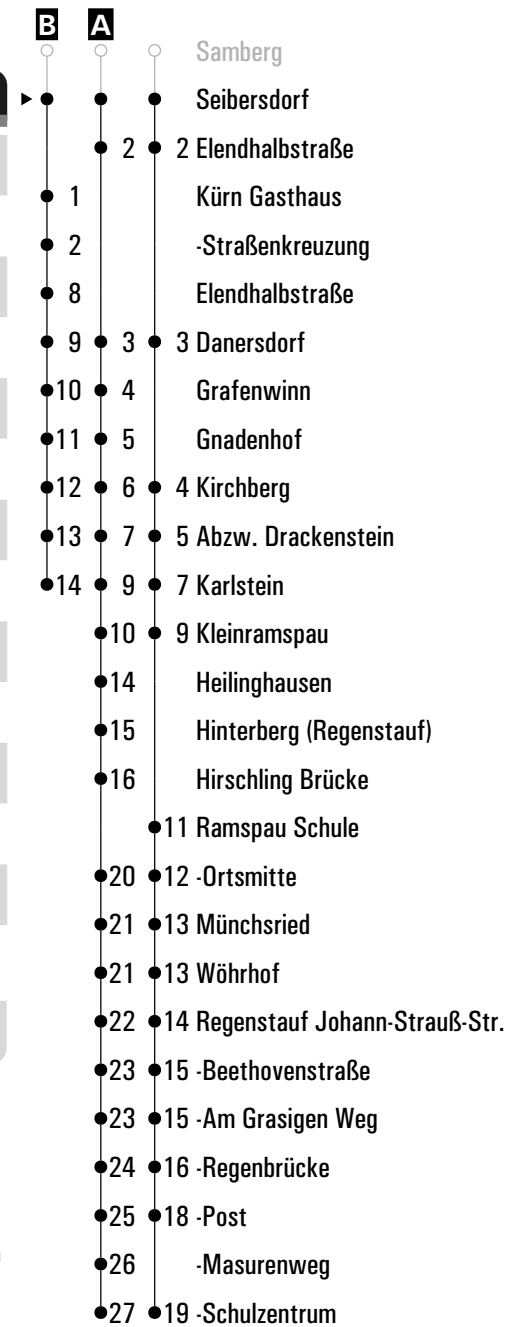 B A
Samberg
Seibersdorf
2 2 Elendhalbstraße
1 Kürn Gasthaus
2 -Straßenkreuzung
8 Elendhalbstraße
9 3 3 Danersdorf
10 4 Grafenwinn
11 5 Gnadenhof
12 6 4 Kirchberg
13 7 5 Abzw. Drackenstein
14 9 7 Karlstein
10 9 Kleinramspau
14 Heilinghausen
15 Hinterberg (Regenstauf)
16 Hirschling Brücke
11 Ramspau Schule
20 12 -Ortsmitte
21 13 Münchsried
21 13 Wöhrhof
22 14 Regenstauf Johann-Strauß-Str.
23 15 -Beethovenstraße
23 15 -Am Grasigen Weg
24 16 -Regenbrücke
25 18 -Post
26 -Masurenweg
27 19 -Schulzentrum